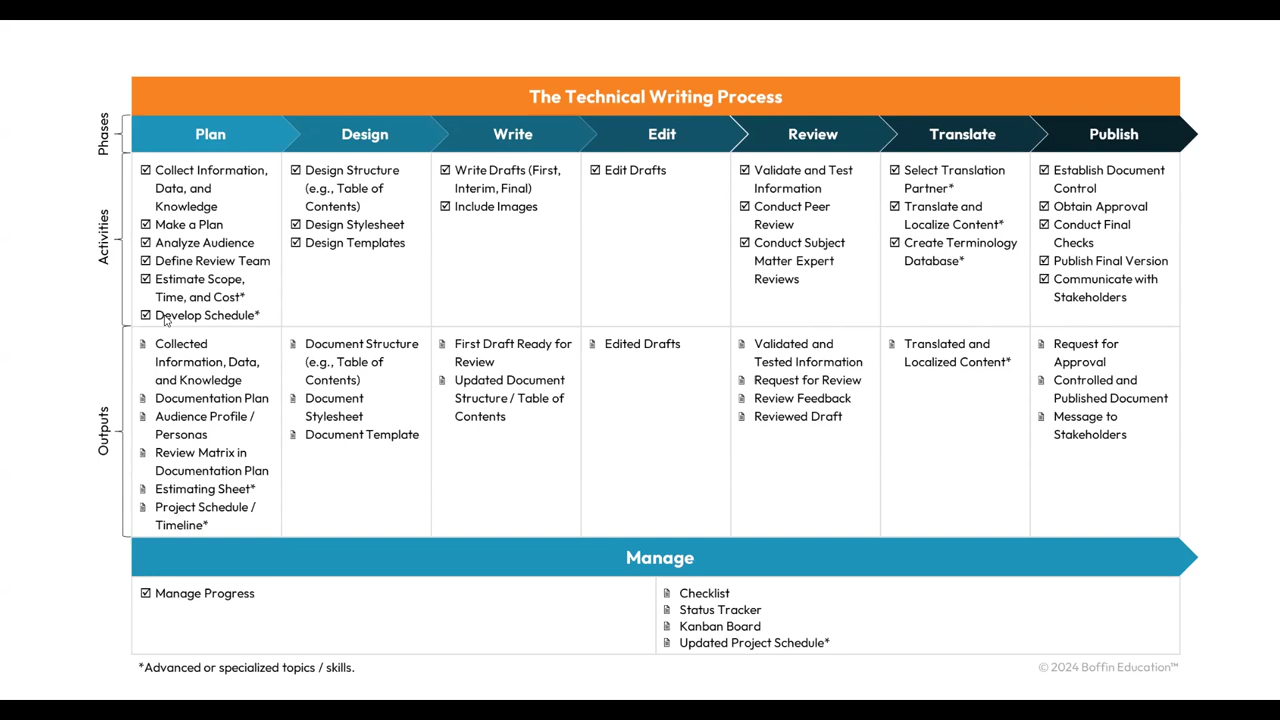 The Technical Writing Process
Phases
Plan
Design
Write
Edit
Review
Translate
Publish
Activities
Collect Information,
Data, and
Knowledge
Make a Plan
Analyze Audience
Define Review Team
Estimate Scope,
Time, and Cost*
Develop Schedule*
Design Structure
(e.g., Table of
Contents)
Design Stylesheet
Design Templates
Write Drafts (First,
Interim, Final)
Include Images
Edit Drafts
Validate and Test
Information
Conduct Peer
Review
Conduct Subject
Matter Expert
Reviews
Select Translation
Partner*
Translate and
Localize Content*
Create Terminology
Database*
Establish Document
Control
Obtain Approval
Conduct Final
Checks
Publish Final Version
Communicate with
Stakeholders
Outputs
Collected
Information, Data,
and Knowledge
Documentation Plan
Audience Profile /
Personas
Review Matrix in
Documentation Plan
Estimating Sheet*
Project Schedule /
Timeline*
Document Structure
(e.g., Table of
Contents)
Document
Stylesheet
Document Template
First Draft Ready for
Review
Updated Document
Structure / Table of
Contents
Edited Drafts
Validated and
Tested Information
Request for Review
Review Feedback
Reviewed Draft
Translated and
Localized Content*
Request for
Approval
Controlled and
Published Document
Message to
Stakeholders
Manage
Manage Progress
Checklist
Status Tracker
Kanban Board
Updated Project Schedule*
*Advanced or specialized topics / skills.
© 2024 Boffin Education™